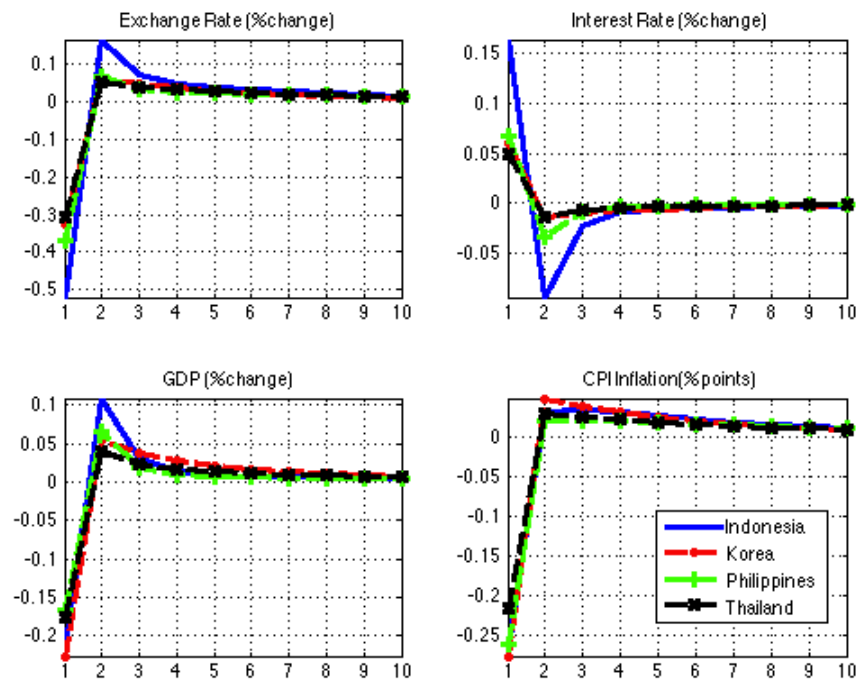 Exchange Rate (%change)
0.1
0
-0.1
-0.2
-0.3
-0.4
-0.5
1 2 3 4 5 6 7 8 9 10
Interest Rate (%change)
0.15
0.1
0.05
0
-0.05
1 2 3 4 5 6 7 8 9 10
GDP (%change)
0.1
0.05
0
-0.05
-0.1
-0.15
-0.2
1 2 3 4 5 6 7 8 9 10
CPI Inflation(%points)
0
-0.05
-0.1
-0.15
-0.2
-0.25
1 2 3 4 5 6 7 8 9 10
Indonesia
Korea
Philippines
Thailand